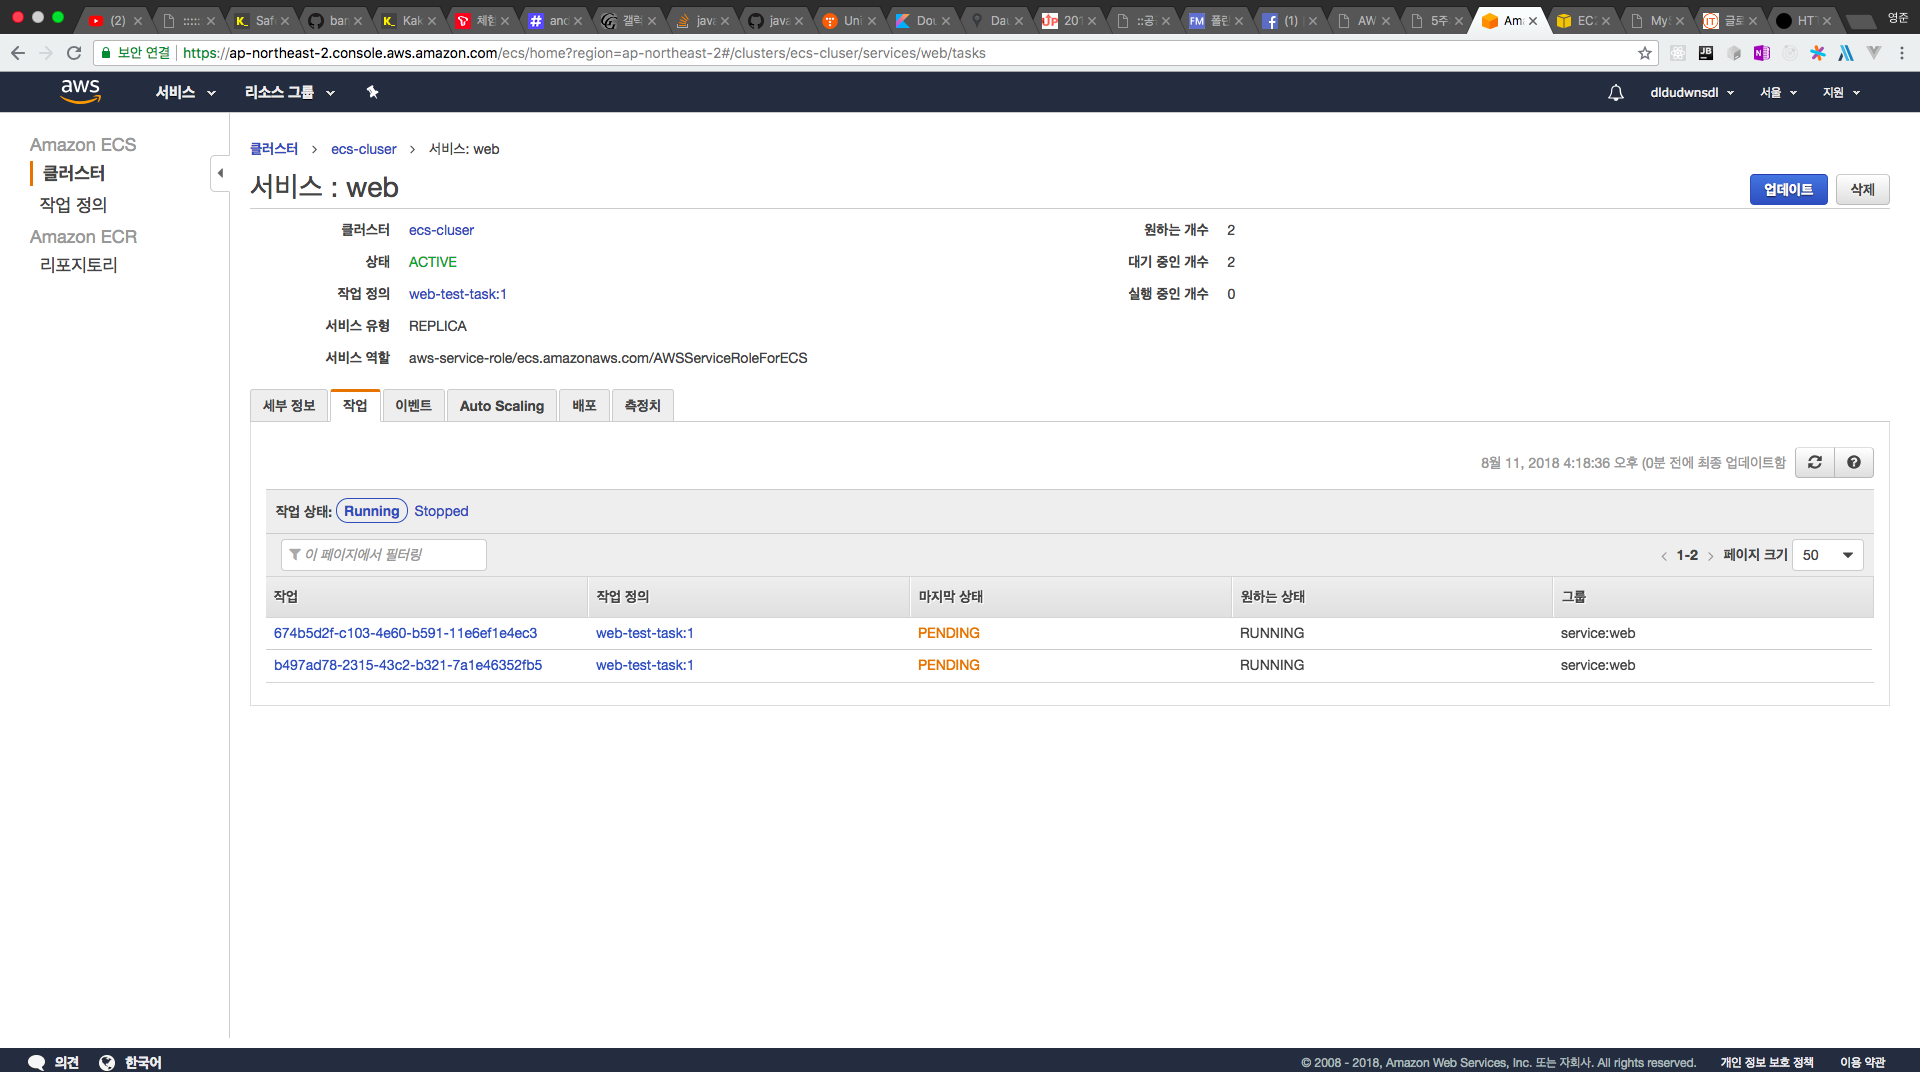 (2)
:::::
Safe
bar
Kak
체험
and
갤럭
java
java
Uni
Dou
Dau
201
::공
폴린
(1)
AW
5주
Ama
EC2
My
글로
HT
영준
보안 연결 https://ap-northeast-2.console.aws.amazon.com/ecs/home?region=ap-northeast-2#/clusters/ecs-cluser/services/web/tasks
aws 서비스 리소스 그룹 dldudwnsdl 서울 지원
Amazon ECS
클러스터
작업 정의
Amazon ECR
리포지토리
클러스터 > ecs-cluser > 서비스: web
서비스 : web
업데이트 삭제
클러스터 ecs-cluser
상태 ACTIVE
작업 정의 web-test-task:1
서비스 유형 REPLICA
서비스 역할 aws-service-role/ecs.amazonaws.com/AWSServiceRoleForECS
원하는 개수 2
대기 중인 개수 2
실행 중인 개수 0
세부 정보 작업 이벤트 Auto Scaling 배포 측정치
8월 11, 2018 4:18:36 오후 (0분 전에 최종 업데이트함
작업 상태: Running Stopped
이 페이지에서 필터링
< 1-2 > 페이지 크기 50
작업 작업 정의 마지막 상태 원하는 상태 그룹
674b5d2f-c103-4e60-b591-11e6ef1e4ec3 web-test-task:1 PENDING RUNNING service:web
b497ad78-2315-43c2-b321-7a1e46352fb5 web-test-task:1 PENDING RUNNING service:web
의견 한국어
© 2008 - 2018, Amazon Web Services, Inc. 또는 자회사. All rights reserved. 개인 정보 보호 정책 이용 약관